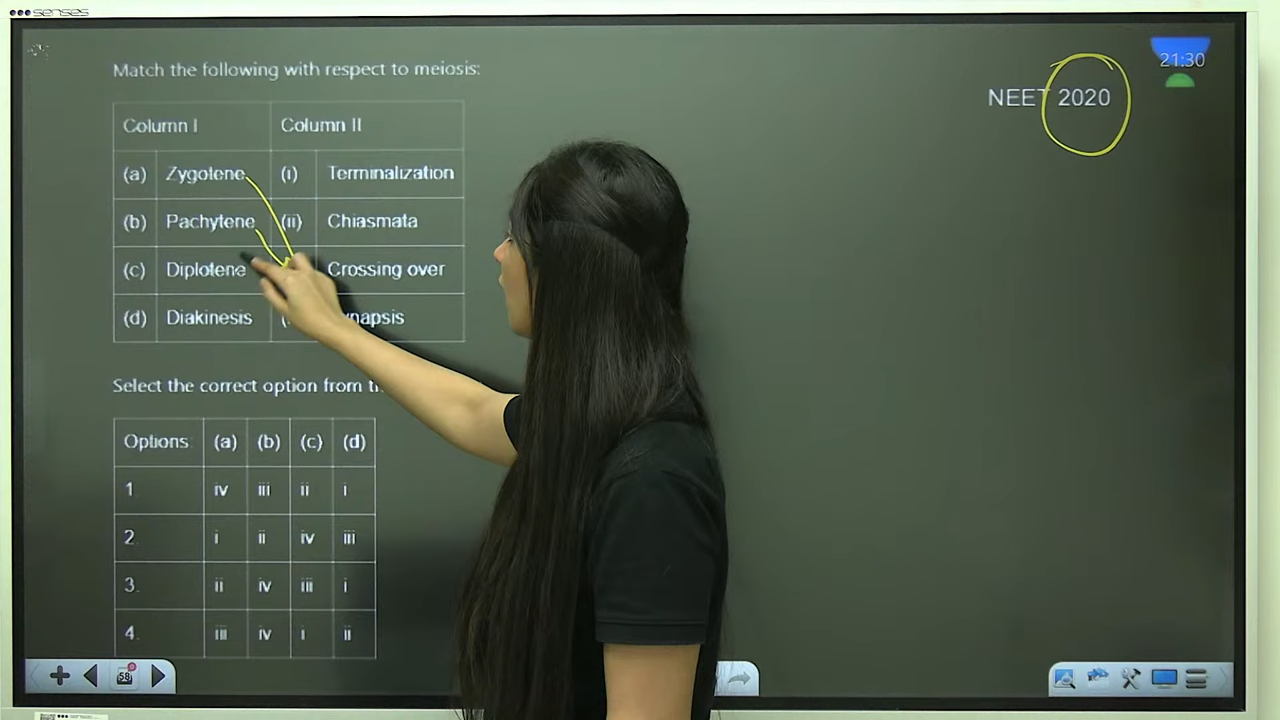 senses
Match the following with respect to meiosis:
NEET 2020
21:30
Column I Column II
(a) Zygotene (i) Terminalization
(b) Pachytene (ii) Chiasmata
(c) Diplotene Crossing over
(d) Diakinesis
Select the correct option from
Options: (a) (b) (c) (d)
1. iv iii ii i
2. i ii iv iii
3. ii iv iii i
4. iii iv i ii
58